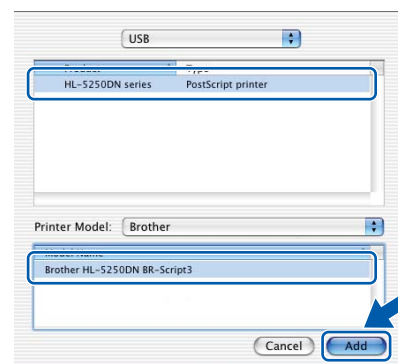 USB
HL-5250DN series PostScript printer
Printer Model: Brother
Brother HL-5250DN BR-Script3
Cancel Add